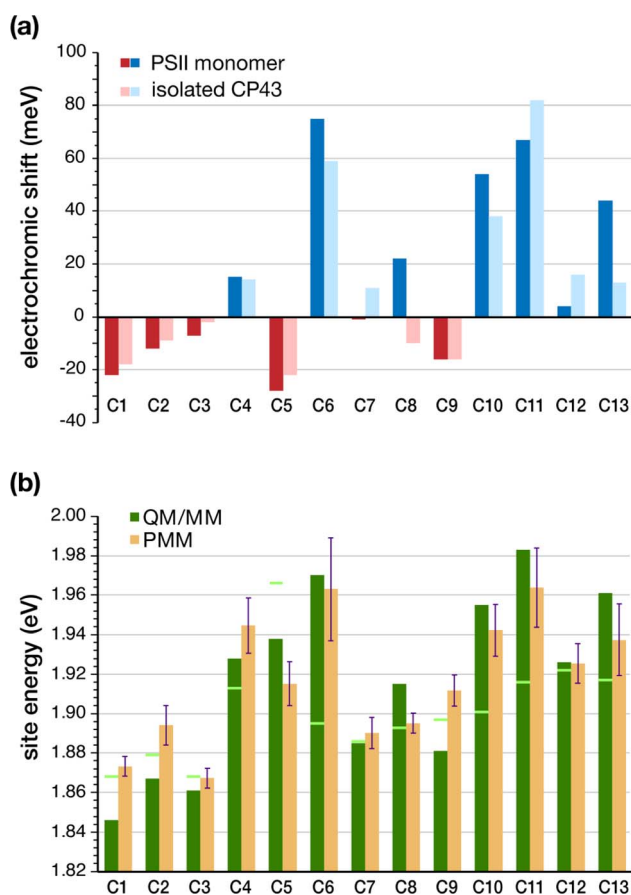 (a)
100
80
60
40
20
0
-20
-40
electrochromic shift (meV)
PSII monomer
isolated CP43
C1 C2 C3 C4 C5 C6 C7 C8 C9 C10 C11 C12 C13
(b)
2.00
1.98
1.96
1.94
1.92
1.90
1.88
1.86
1.84
1.82
site energy (eV)
QM/MM
PMM
C1 C2 C3 C4 C5 C6 C7 C8 C9 C10 C11 C12 C13